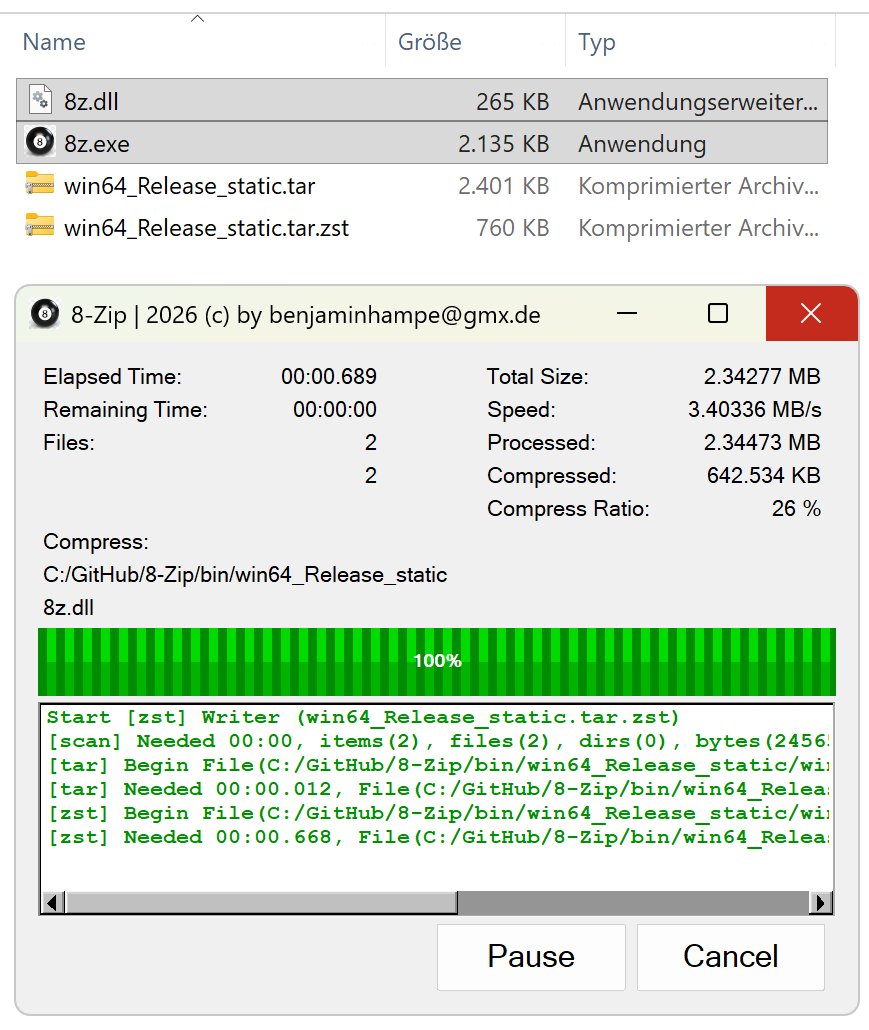 Name Größe Typ
8z.dll 265 KB Anwendungserweiter...
8z.exe 2.135 KB Anwendung
win64_Release_static.tar 2.401 KB Komprimierter Archiv...
win64_Release_static.tar.zst 760 KB Komprimierter Archiv...
8-Zip | 2026 (c) by benjaminhampe@gmx.de
Elapsed Time: 00:00.689 Total Size: 2.34277 MB
Remaining Time: 00:00:00 Speed: 3.40336 MB/s
Files: 2 Processed: 2.34473 MB
2 Compressed: 642.534 KB
Compress Ratio: 26 %
Compress:
C:/GitHub/8-Zip/bin/win64_Release_static
8z.dll
100%
Start [zst] Writer (win64_Release_static.tar.zst)
[scan] Needed 00:00, items(2), files(2), dirs(0), bytes(2456
[tar] Begin File(C:/GitHub/8-Zip/bin/win64_Release_static/wi
[tar] Needed 00:00.012, File(C:/GitHub/8-Zip/bin/win64_Relea
[zst] Begin File(C:/GitHub/8-Zip/bin/win64_Release_static/wi
[zst] Needed 00:00.668, File(C:/GitHub/8-Zip/bin/win64_Relea
Pause Cancel